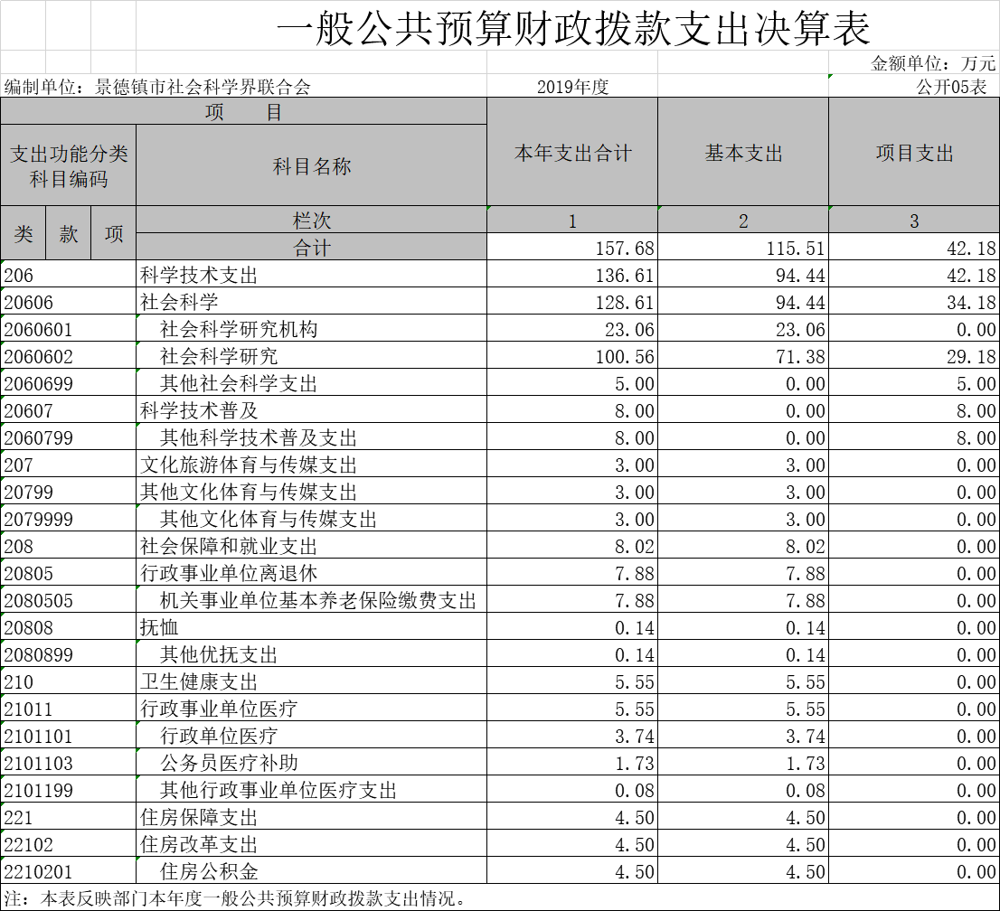 一般公共预算财政拨款支出决算表
金额单位：万元
编制单位：景德镇市社会科学界联合会 2019年度 公开05表
项 目 本年支出合计 基本支出 项目支出
支出功能分类科目编码 科目名称
类 款 项 栏次 1 2 3
合计 157.68 115.51 42.18
206 科学技术支出 136.61 94.44 42.18
20606 社会科学 128.61 94.44 34.18
2060601 社会科学研究机构 23.06 23.06 0.00
2060602 社会科学研究 100.56 71.38 29.18
2060699 其他社会科学支出 5.00 0.00 5.00
20607 科学技术普及 8.00 0.00 8.00
2060799 其他科学技术普及支出 8.00 0.00 8.00
207 文化旅游体育与传媒支出 3.00 3.00 0.00
20799 其他文化体育与传媒支出 3.00 3.00 0.00
2079999 其他文化体育与传媒支出 3.00 3.00 0.00
208 社会保障和就业支出 8.02 8.02 0.00
20805 行政事业单位离退休 7.88 7.88 0.00
2080505 机关事业单位基本养老保险缴费支出 7.88 7.88 0.00
20808 抚恤 0.14 0.14 0.00
2080899 其他优抚支出 0.14 0.14 0.00
210 卫生健康支出 5.55 5.55 0.00
21011 行政事业单位医疗 5.55 5.55 0.00
2101101 行政单位医疗 3.74 3.74 0.00
2101103 公务员医疗补助 1.73 1.73 0.00
2101199 其他行政事业单位医疗支出 0.08 0.08 0.00
221 住房保障支出 4.50 4.50 0.00
22102 住房改革支出 4.50 4.50 0.00
2210201 住房公积金 4.50 4.50 0.00
注：本表反映部门本年度一般公共预算财政拨款支出情况。